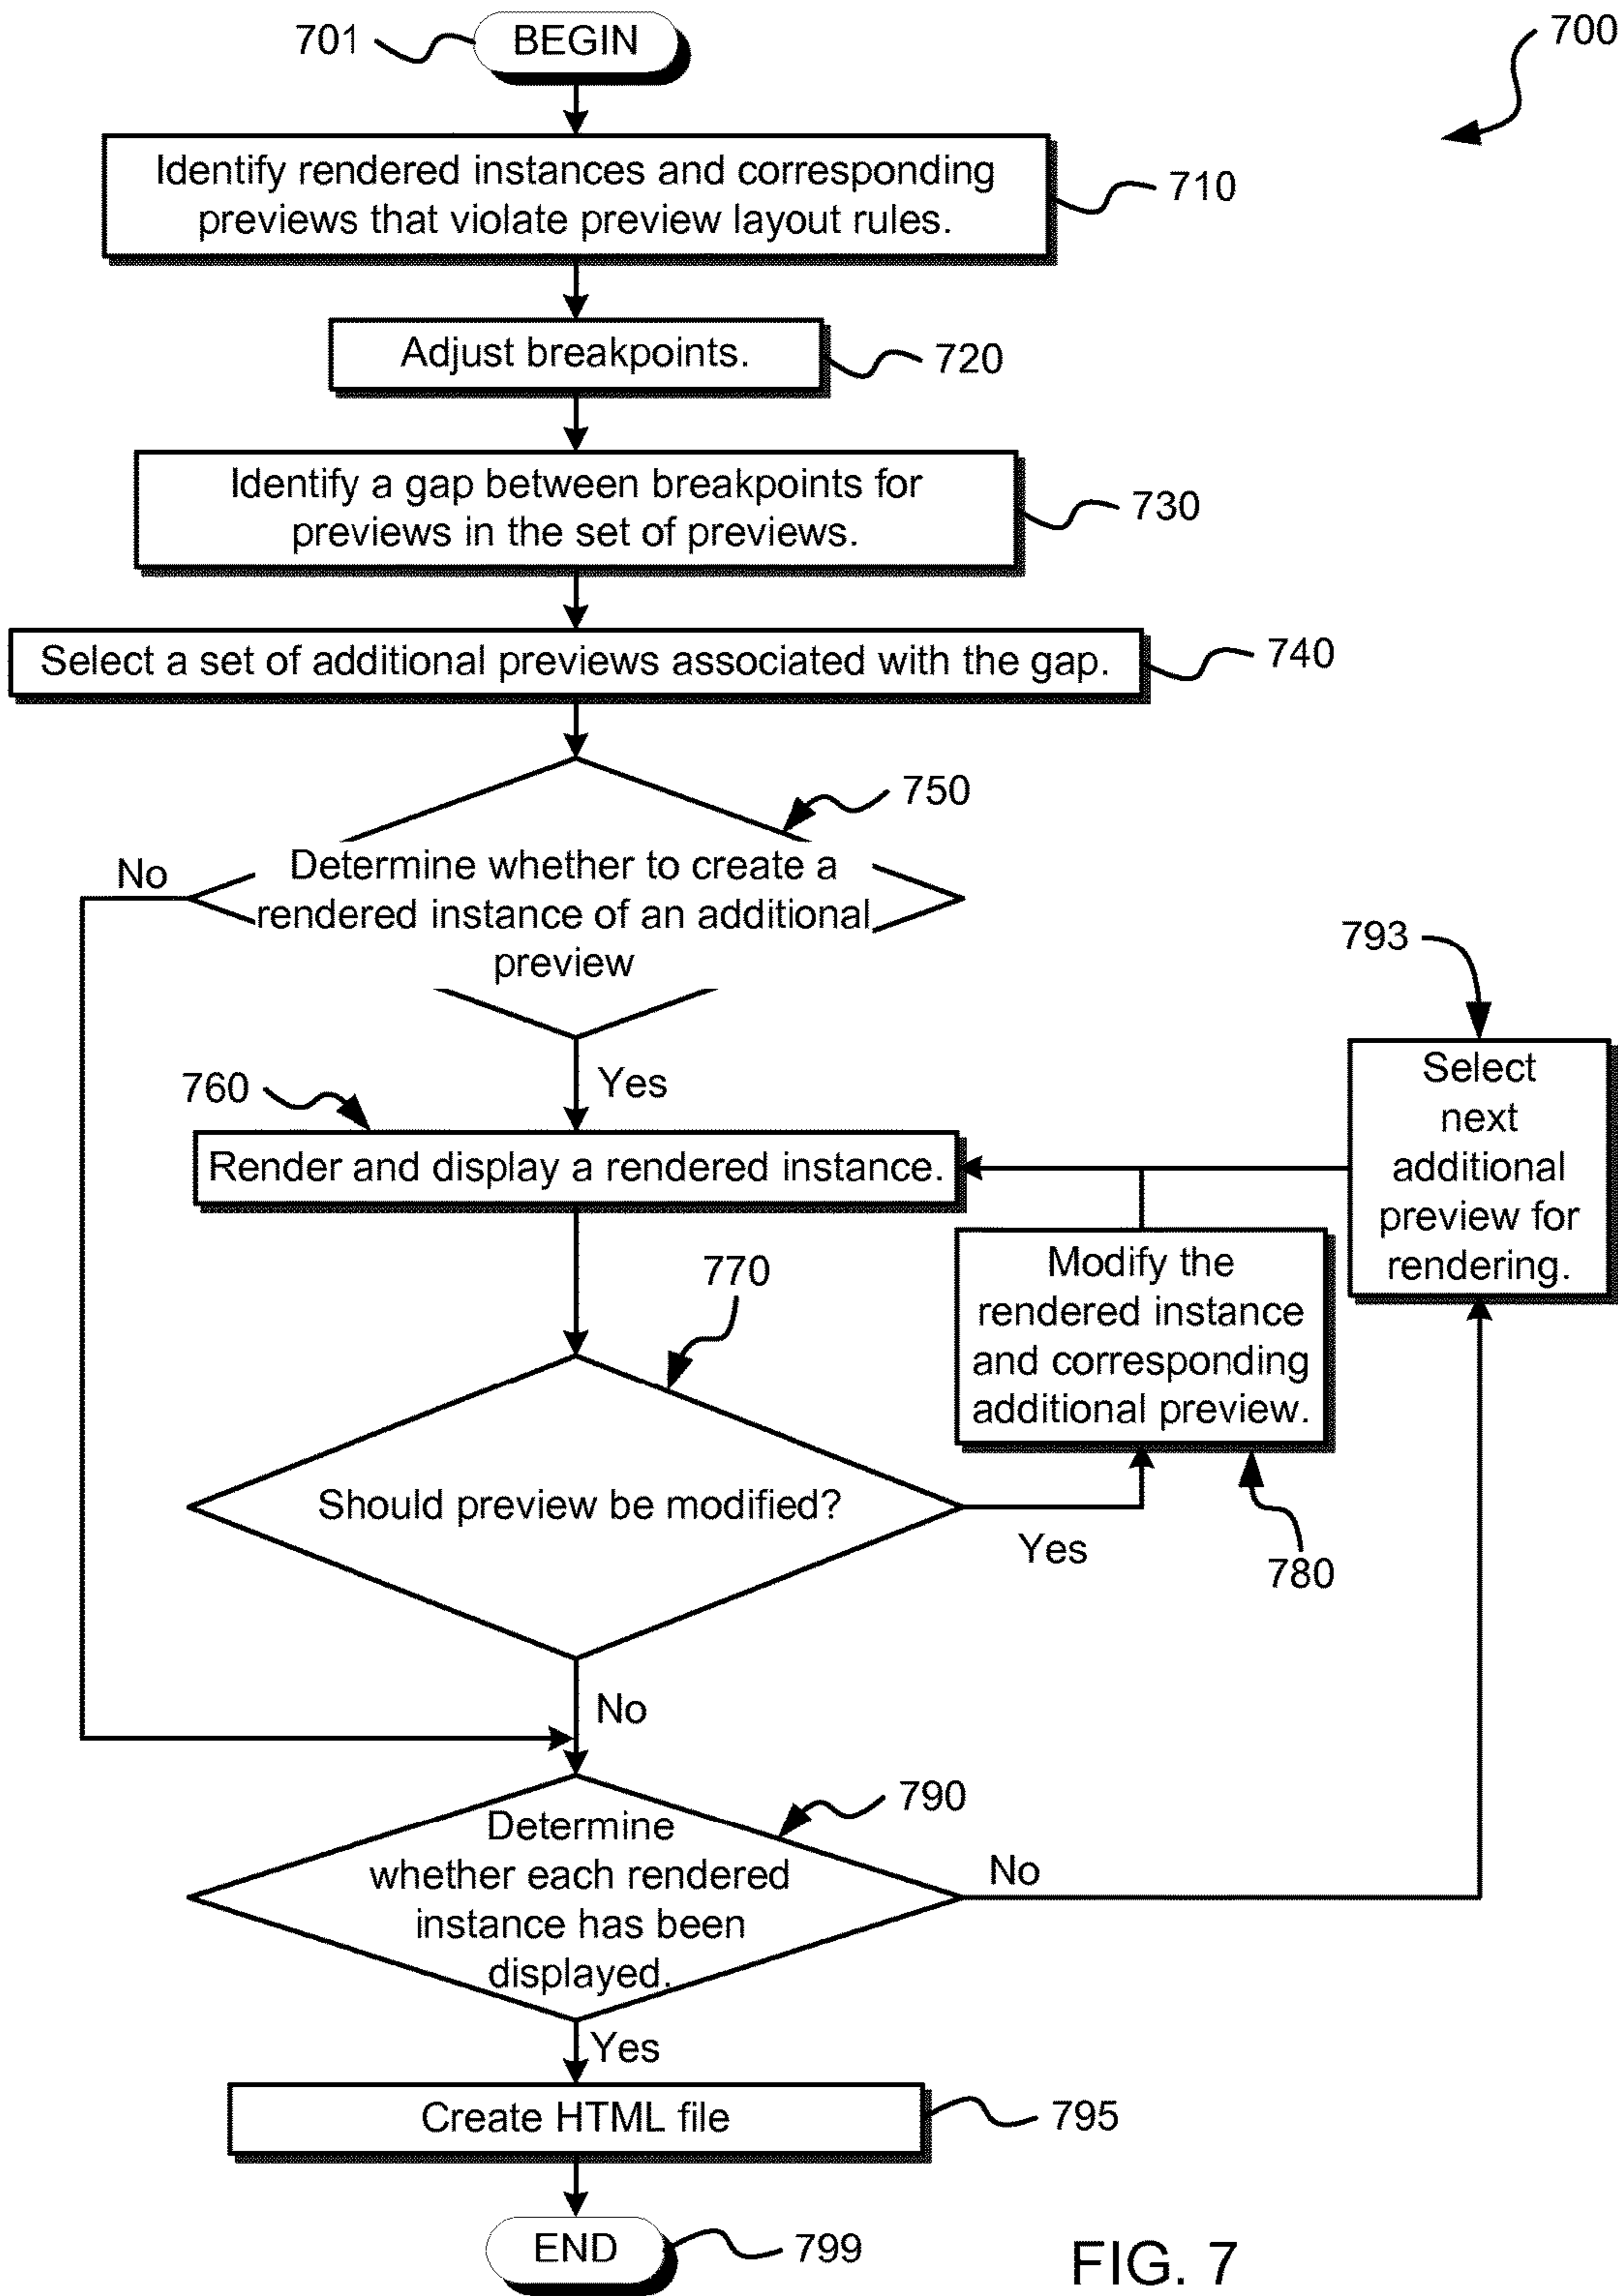 700
701
BEGIN
Identify rendered instances and corresponding
previews that violate preview layout rules.
710
Adjust breakpoints.
720
Identify a gap between breakpoints for
previews in the set of previews.
730
Select a set of additional previews associated with the gap.
740
750
No
Determine whether to create a
rendered instance of an additional
preview
793
Select
next
additional
preview for
rendering.
Yes
760
Render and display a rendered instance.
770
Modify the
rendered instance
and corresponding
additional preview.
Should preview be modified?
Yes
780
No
790
Determine
whether each rendered
instance has been
displayed.
No
Yes
Create HTML file
795
END
799
FIG. 7